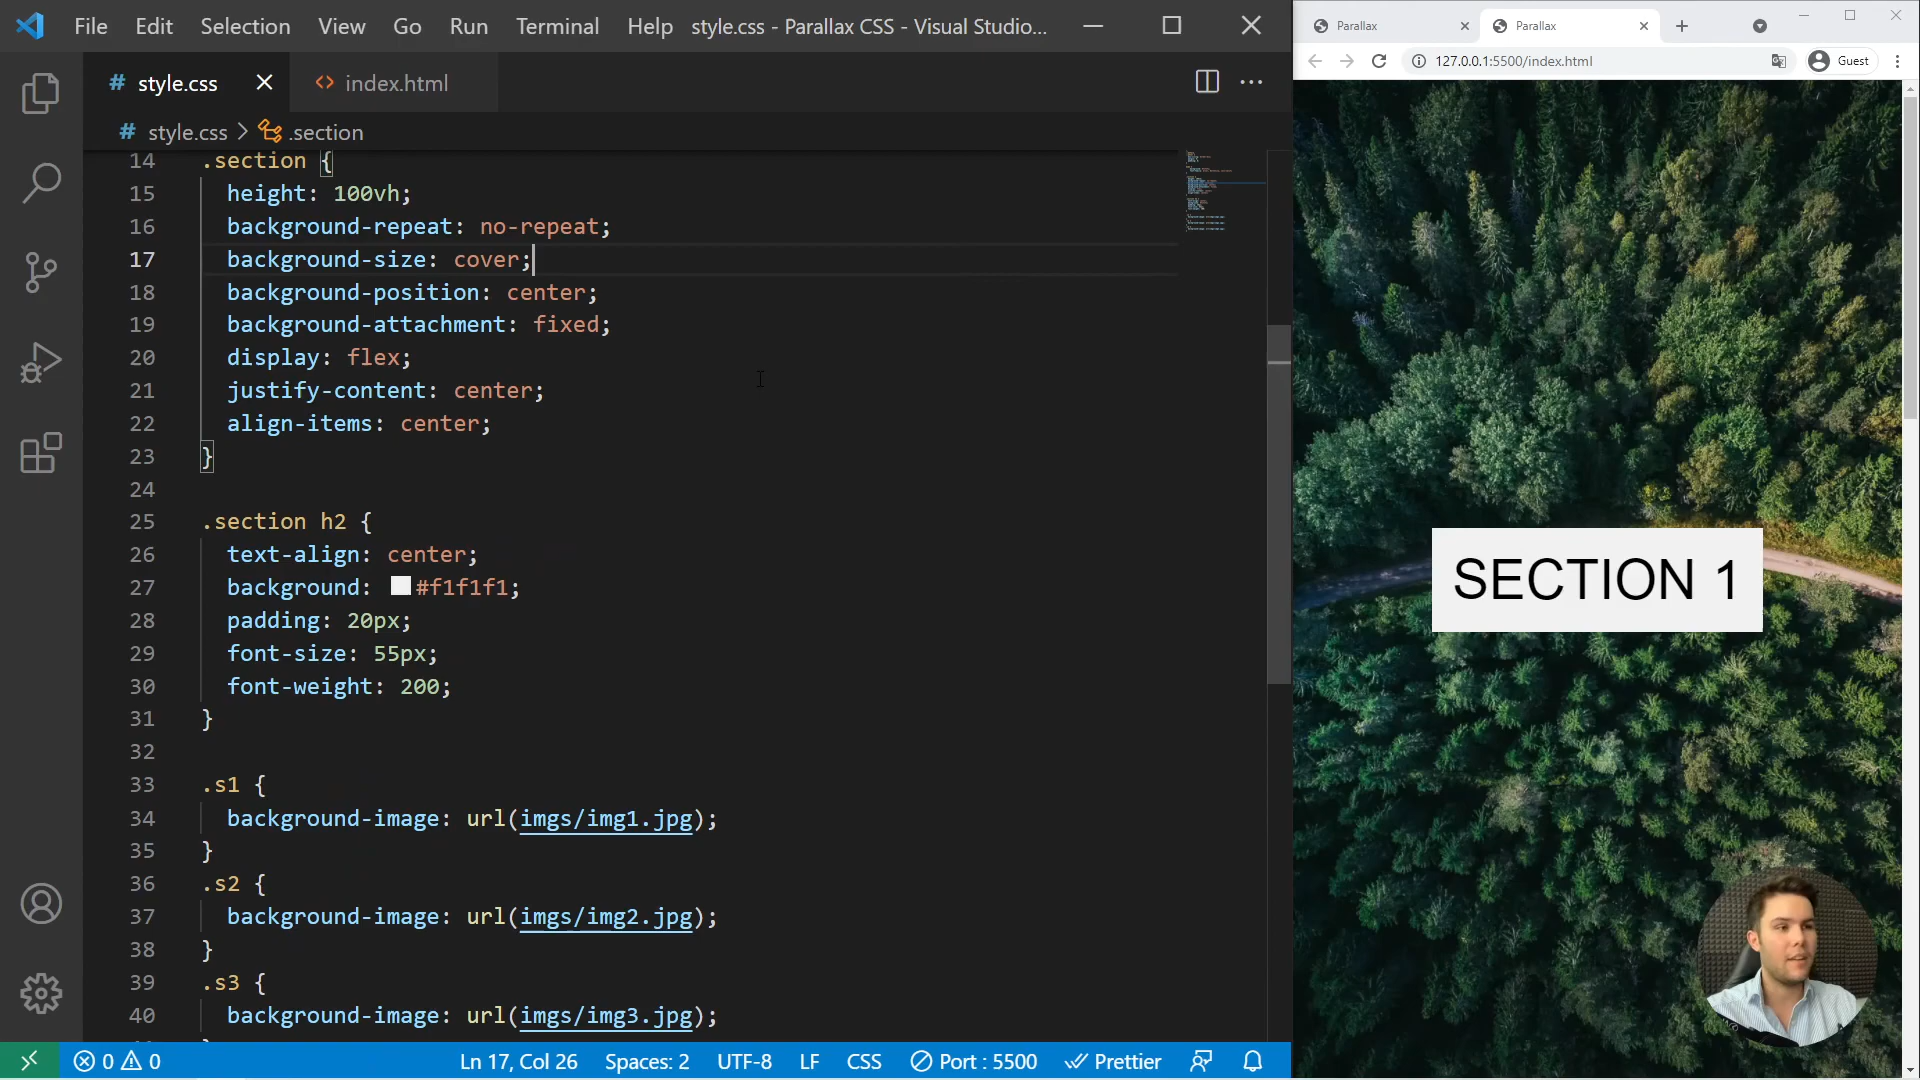 File Edit Selection View Go Run Terminal Help style.css - Parallax CSS - Visual Studio...
style.css index.html
style.css > .section
14 .section {
15 height: 100vh;
16 background-repeat: no-repeat;
17 background-size: cover;
18 background-position: center;
19 background-attachment: fixed;
20 display: flex;
21 justify-content: center;
22 align-items: center;
23 }
24
25 .section h2 {
26 text-align: center;
27 background: #f1f1f1;
28 padding: 20px;
29 font-size: 55px;
30 font-weight: 200;
31 }
32
33 .s1 {
34 background-image: url(imgs/img1.jpg);
35 }
36 .s2 {
37 background-image: url(imgs/img2.jpg);
38 }
39 .s3 {
40 background-image: url(imgs/img3.jpg);
0 0 Ln 17, Col 26 Spaces: 2 UTF-8 LF CSS Port : 5500 Prettier
Parallax Parallax
127.0.0.1:5500/index.html Guest
SECTION 1